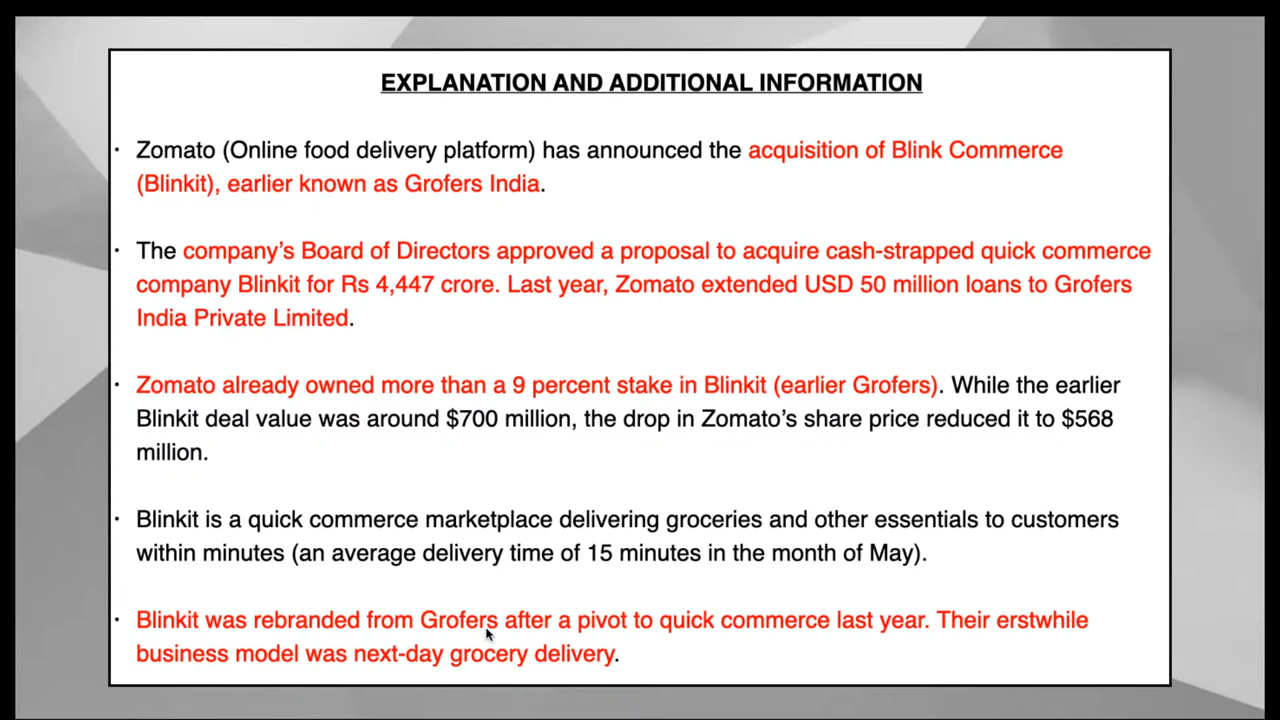 EXPLANATION AND ADDITIONAL INFORMATION
· Zomato (Online food delivery platform) has announced the acquisition of Blink Commerce
(Blinkit), earlier known as Grofers India.
· The company’s Board of Directors approved a proposal to acquire cash-strapped quick commerce
company Blinkit for Rs 4,447 crore. Last year, Zomato extended USD 50 million loans to Grofers
India Private Limited.
· Zomato already owned more than a 9 percent stake in Blinkit (earlier Grofers). While the earlier
Blinkit deal value was around $700 million, the drop in Zomato’s share price reduced it to $568
million.
· Blinkit is a quick commerce marketplace delivering groceries and other essentials to customers
within minutes (an average delivery time of 15 minutes in the month of May).
· Blinkit was rebranded from Grofers after a pivot to quick commerce last year. Their erstwhile
business model was next-day grocery delivery.